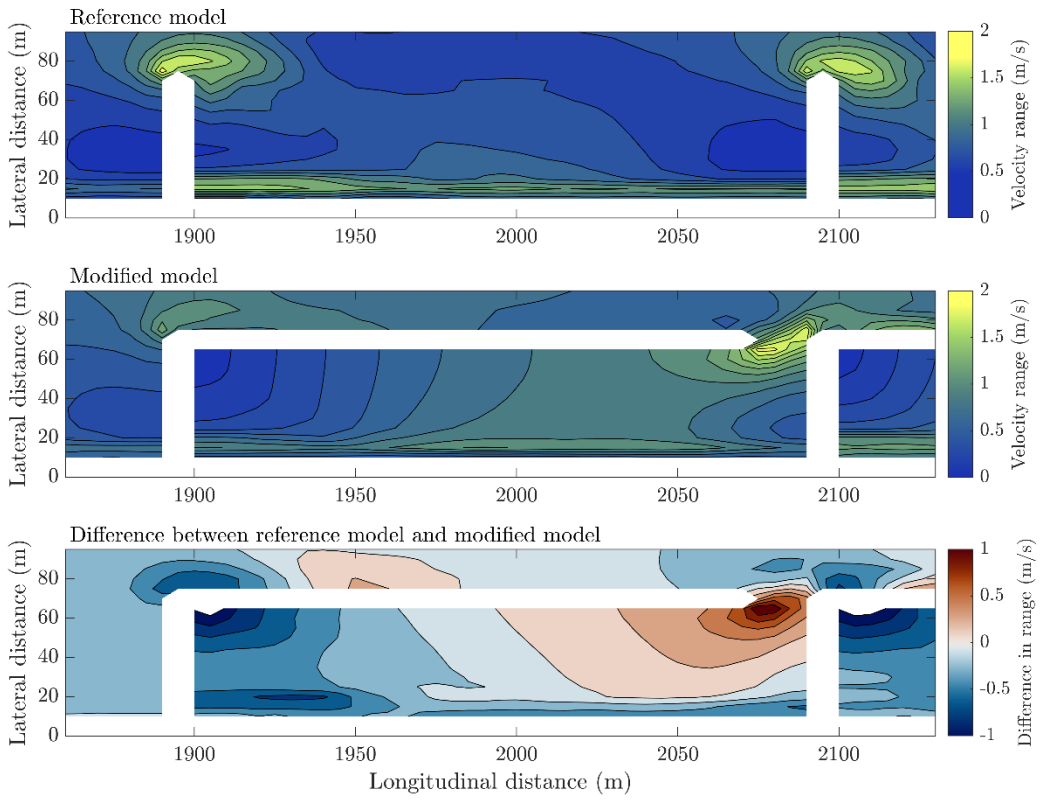 Reference model
Lateral distance (m)
80
60
40
20
0
1900 1950 2000 2050 2100
2
1.5
1
0.5
0
Velocity range (m/s)
Modified model
Lateral distance (m)
80
60
40
20
0
1900 1950 2000 2050 2100
2
1.5
1
0.5
0
Velocity range (m/s)
Difference between reference model and modified model
Lateral distance (m)
80
60
40
20
0
1900 1950 2000 2050 2100
Longitudinal distance (m)
1
0.5
0
-0.5
-1
Difference in range (m/s)